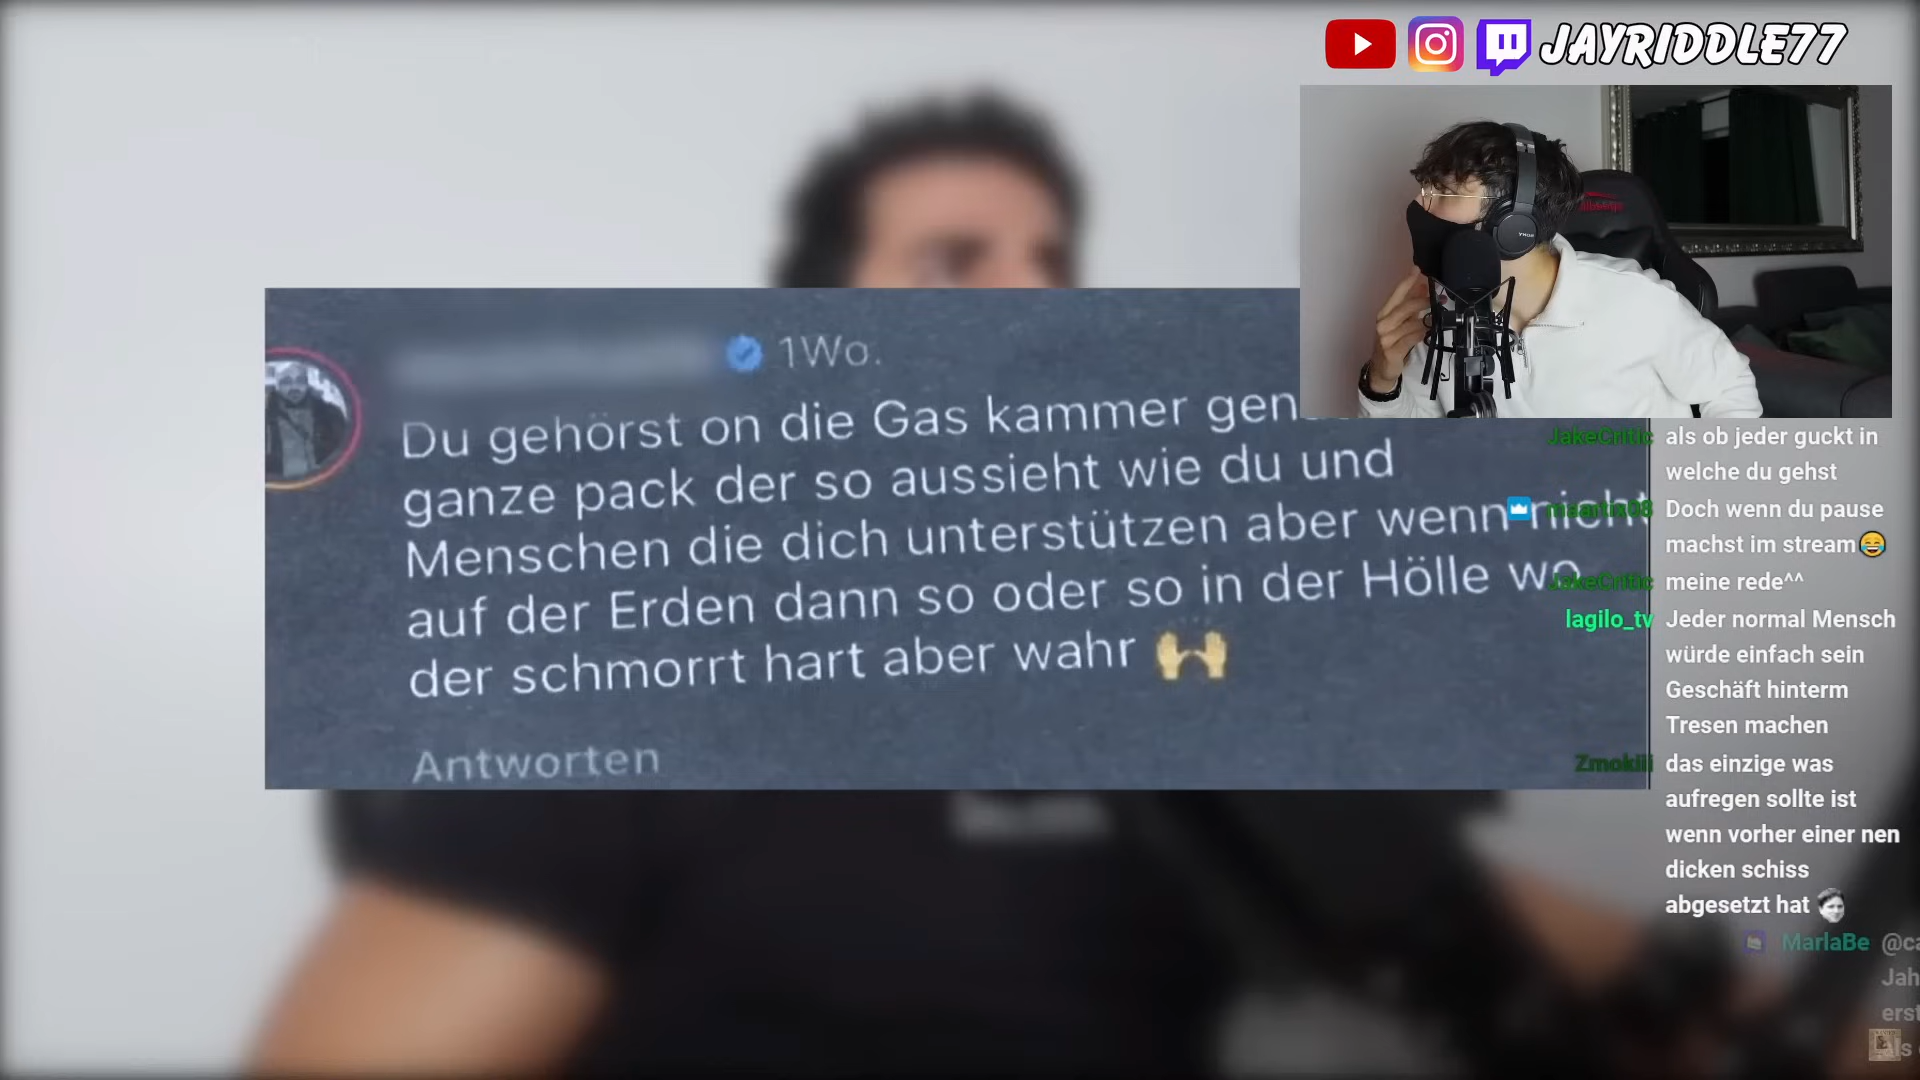 JAYRIDDLE77
1Wo.
Du gehörst on die Gas kammer
ganze pack der so aussieht wie du und
Menschen die dich unterstützen aber wenn nicht
auf der Erden dann so oder so in der Hölle wo
der schmorrt hart aber wahr 🙌
Antworten
JakeCritic als ob jeder guckt in
welche du gehst
Doch wenn du pause
machst im stream😂
JakeCritic meine rede^^
lagilo_tv Jeder normal Mensch
würde einfach sein
Geschäft hinterm
Tresen machen
Zmokiii das einzige was
aufregen sollte ist
wenn vorher einer nen
dicken schiss
abgesetzt hat
MarlaBe